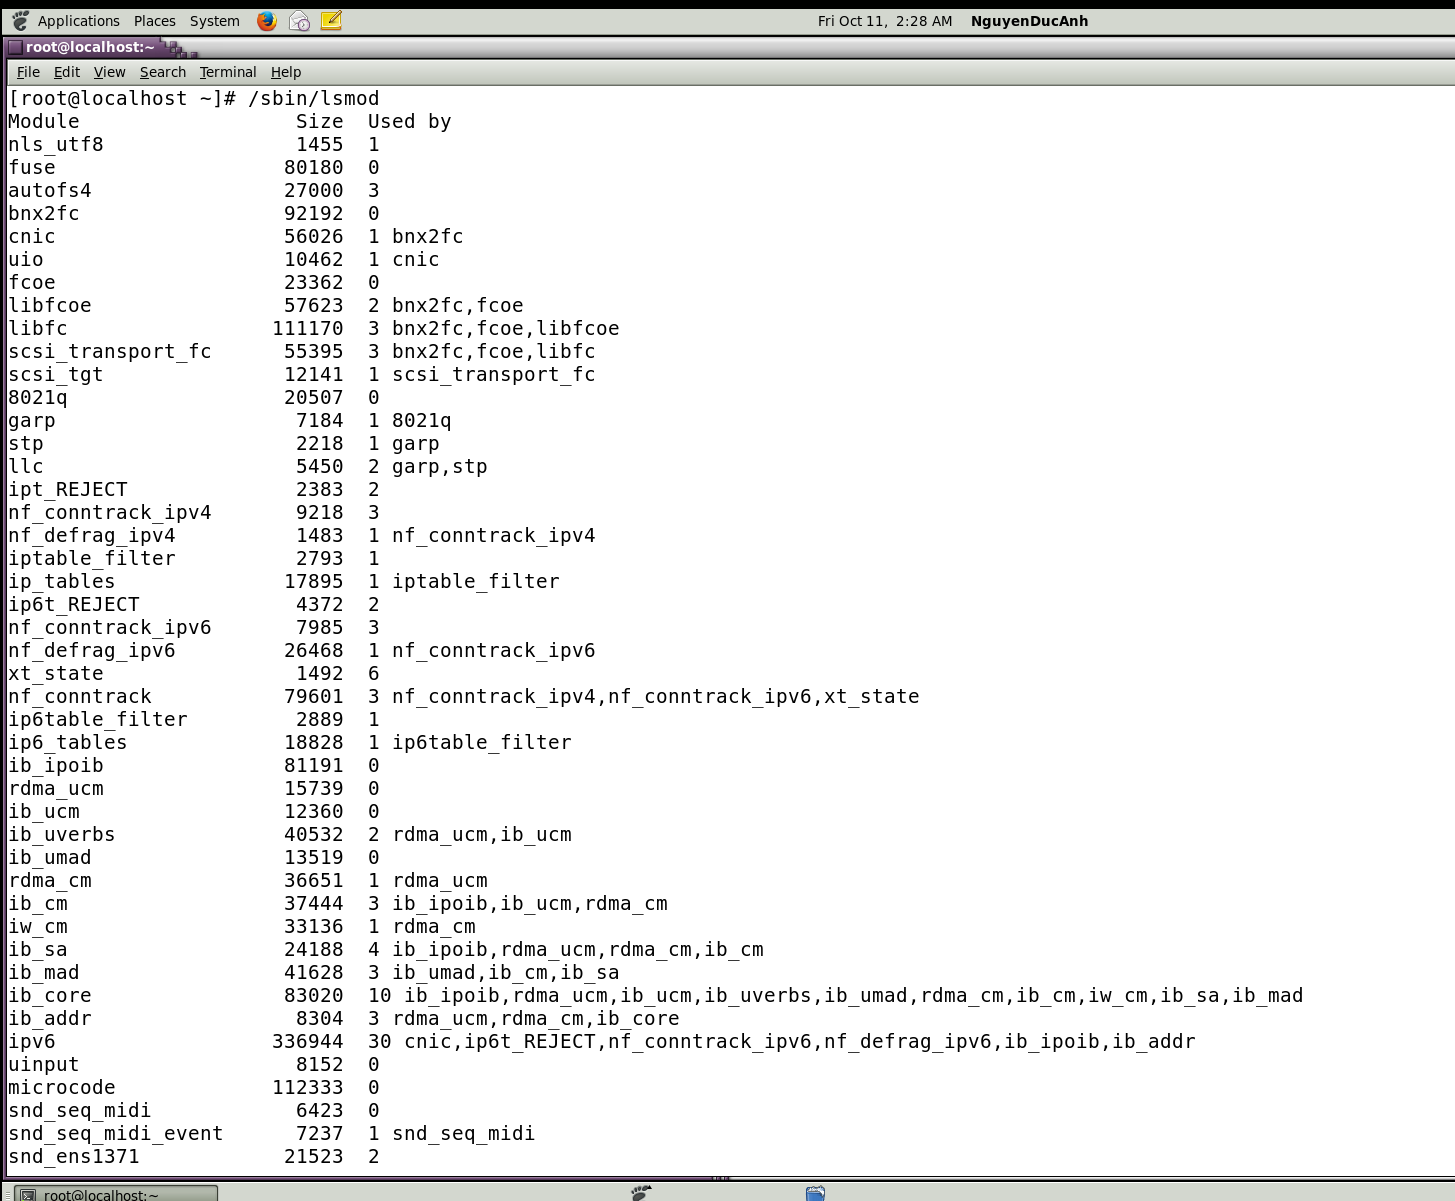 Applications Places System Fri Oct 11, 2:28 AM NguyenDucAnh
root@localhost:~
File Edit View Search Terminal Help
[root@localhost ~]# /sbin/lsmod
Module Size Used by
nls_utf8 1455 1
fuse 80180 0
autofs4 27000 3
bnx2fc 92192 0
cnic 56026 1 bnx2fc
uio 10462 1 cnic
fcoe 23362 0
libfcoe 57623 2 bnx2fc,fcoe
libfc 111170 3 bnx2fc,fcoe,libfcoe
scsi_transport_fc 55395 3 bnx2fc,fcoe,libfc
scsi_tgt 12141 1 scsi_transport_fc
8021q 20507 0
garp 7184 1 8021q
stp 2218 1 garp
llc 5450 2 garp,stp
ipt_REJECT 2383 2
nf_conntrack_ipv4 9218 3
nf_defrag_ipv4 1483 1 nf_conntrack_ipv4
iptable_filter 2793 1
ip_tables 17895 1 iptable_filter
ip6t_REJECT 4372 2
nf_conntrack_ipv6 7985 3
nf_defrag_ipv6 26468 1 nf_conntrack_ipv6
xt_state 1492 6
nf_conntrack 79601 3 nf_conntrack_ipv4,nf_conntrack_ipv6,xt_state
ip6table_filter 2889 1
ip6_tables 18828 1 ip6table_filter
ib_ipoib 81191 0
rdma_ucm 15739 0
ib_ucm 12360 0
ib_uverbs 40532 2 rdma_ucm,ib_ucm
ib_umad 13519 0
rdma_cm 36651 1 rdma_ucm
ib_cm 37444 3 ib_ipoib,ib_ucm,rdma_cm
iw_cm 33136 1 rdma_cm
ib_sa 24188 4 ib_ipoib,rdma_ucm,rdma_cm,ib_cm
ib_mad 41628 3 ib_umad,ib_cm,ib_sa
ib_core 83020 10 ib_ipoib,rdma_ucm,ib_ucm,ib_uverbs,ib_umad,rdma_cm,ib_cm,iw_cm,ib_sa,ib_mad
ib_addr 8304 3 rdma_ucm,rdma_cm,ib_core
ipv6 336944 30 cnic,ip6t_REJECT,nf_conntrack_ipv6,nf_defrag_ipv6,ib_ipoib,ib_addr
uinput 8152 0
microcode 112333 0
snd_seq_midi 6423 0
snd_seq_midi_event 7237 1 snd_seq_midi
snd_ens1371 21523 2
root@localhost:~